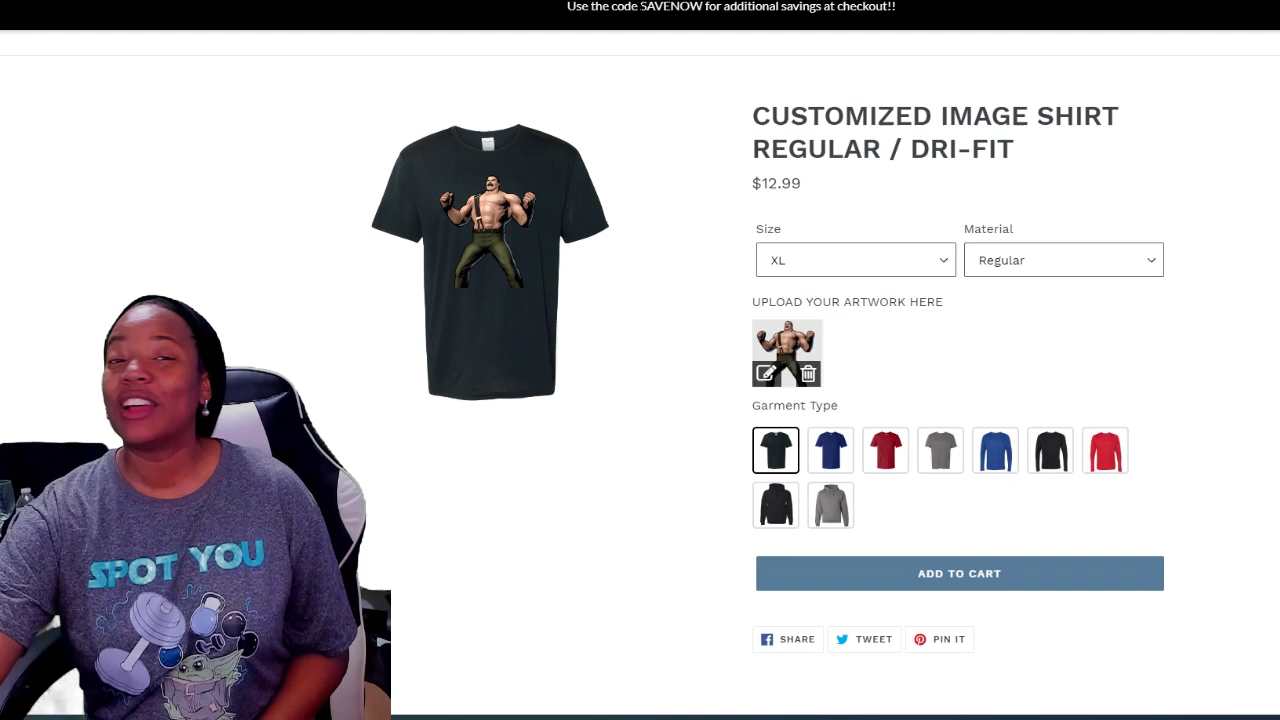 Use the code SAVENOW for additional savings at checkout!!
CUSTOMIZED IMAGE SHIRT
REGULAR / DRI-FIT
$12.99
Size
Material
XL
Regular
UPLOAD YOUR ARTWORK HERE
Garment Type
ADD TO CART
SHARE
TWEET
PIN IT
SPOT YOU